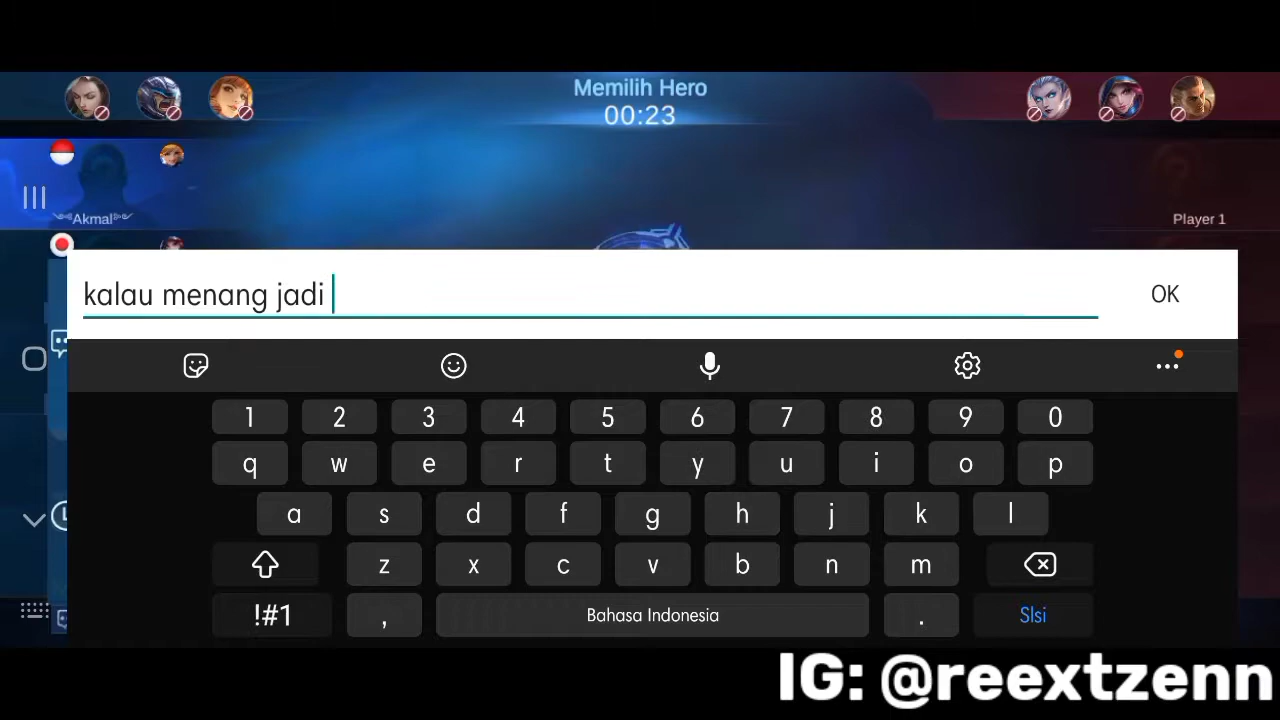 Memilih Hero
00:23
Akmal
Player 1
kalau menang jadi
OK
1 2 3 4 5 6 7 8 9 0
q w e r t y u i o p
a s d f g h j k l
z x c v b n m
!#1 , Bahasa Indonesia . Slsi
IG: @reextzenn